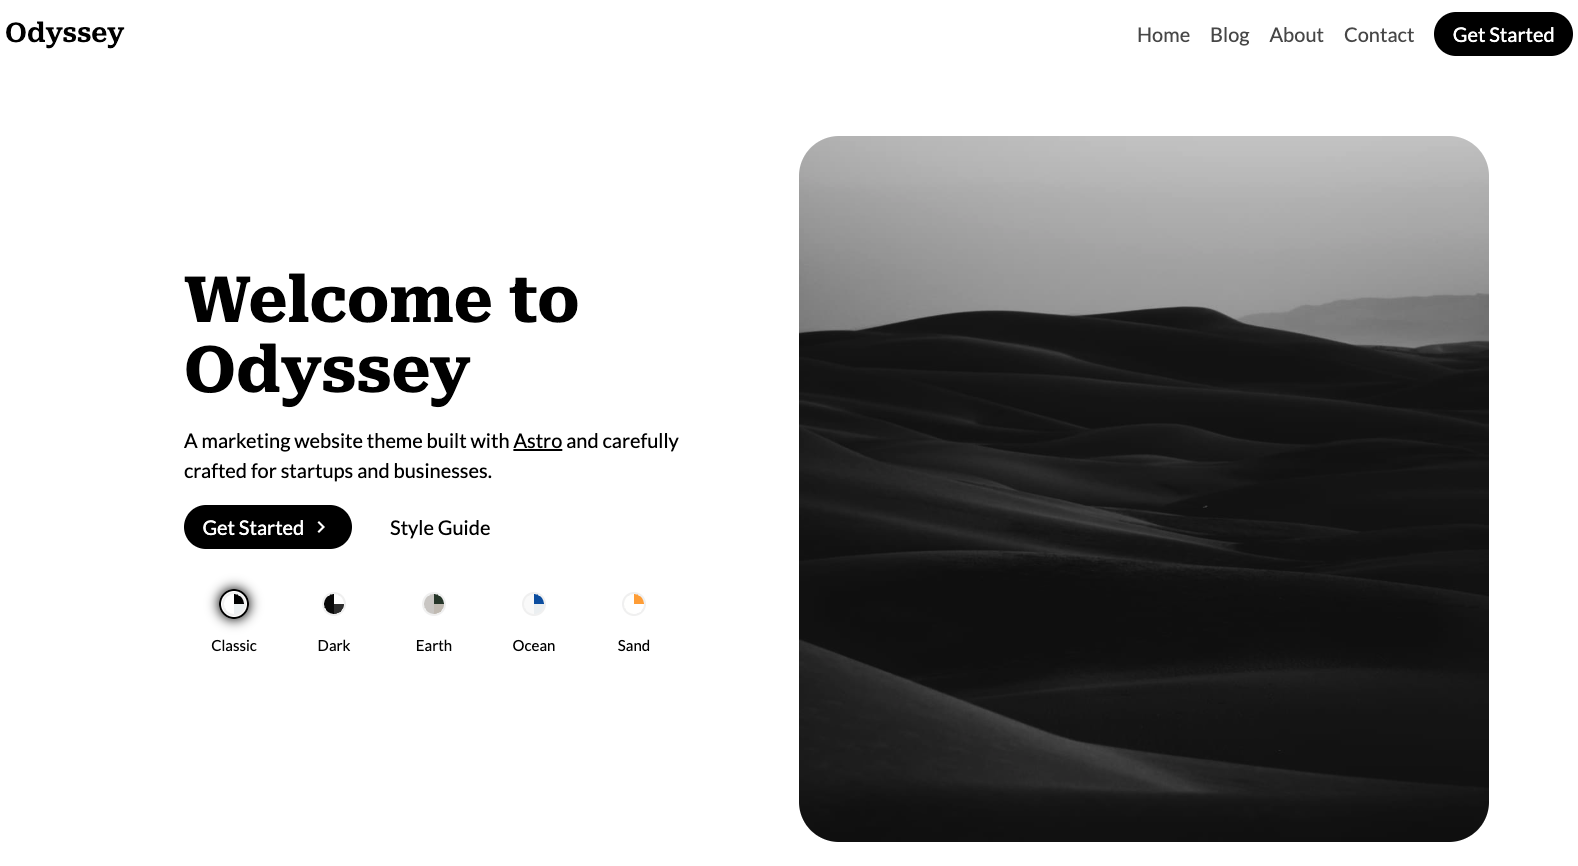 Odyssey
Home Blog About Contact Get Started
Welcome to
Odyssey
A marketing website theme built with Astro and carefully
crafted for startups and businesses.
Get Started Style Guide
Classic Dark Earth Ocean Sand